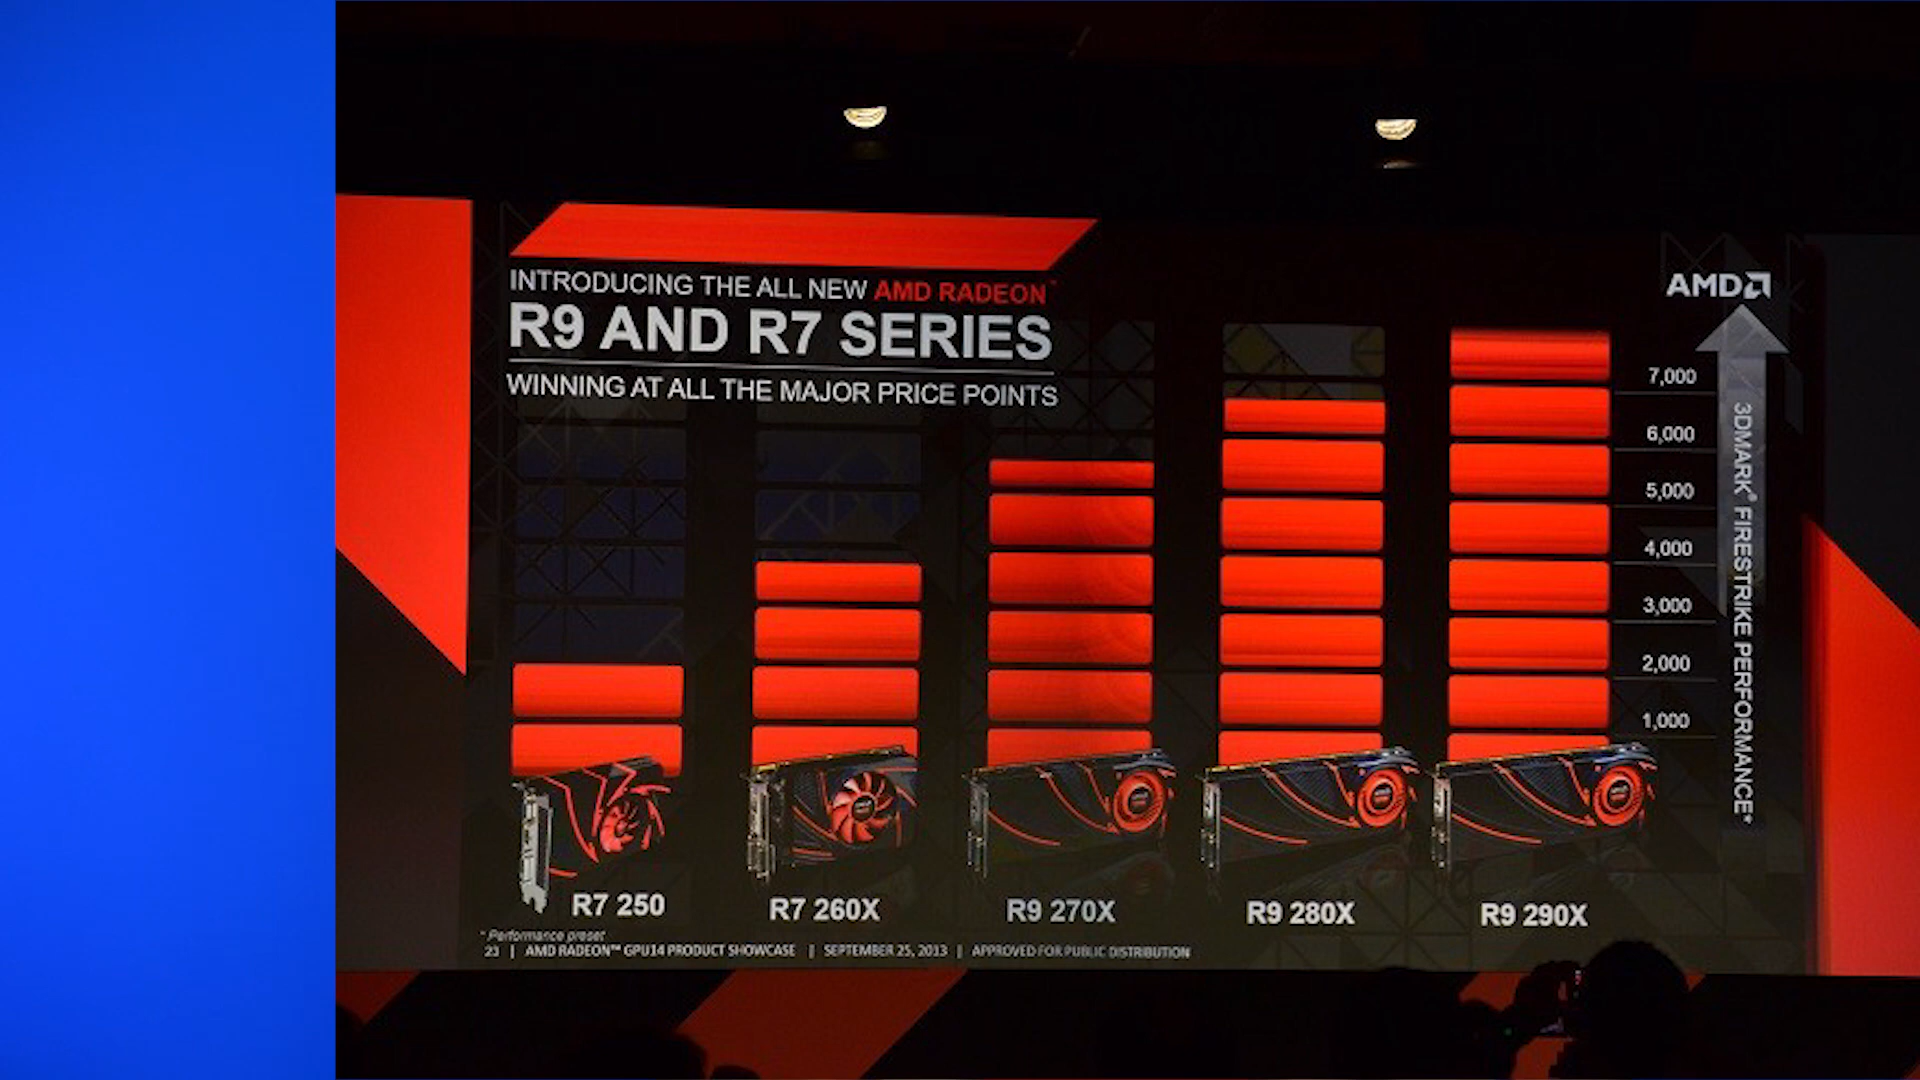 INTRODUCING THE ALL NEW AMD RADEON™
R9 AND R7 SERIES
WINNING AT ALL THE MAJOR PRICE POINTS
AMD
7,000
6,000
5,000
4,000
3,000
2,000
1,000
3DMARK® FIRESTRIKE PERFORMANCE*
R7 250
R7 260X
R9 270X
R9 280X
R9 290X
* Performance preset
23 | AMD RADEON™ GPU14 PRODUCT SHOWCASE | SEPTEMBER 25, 2013 | APPROVED FOR PUBLIC DISTRIBUTION